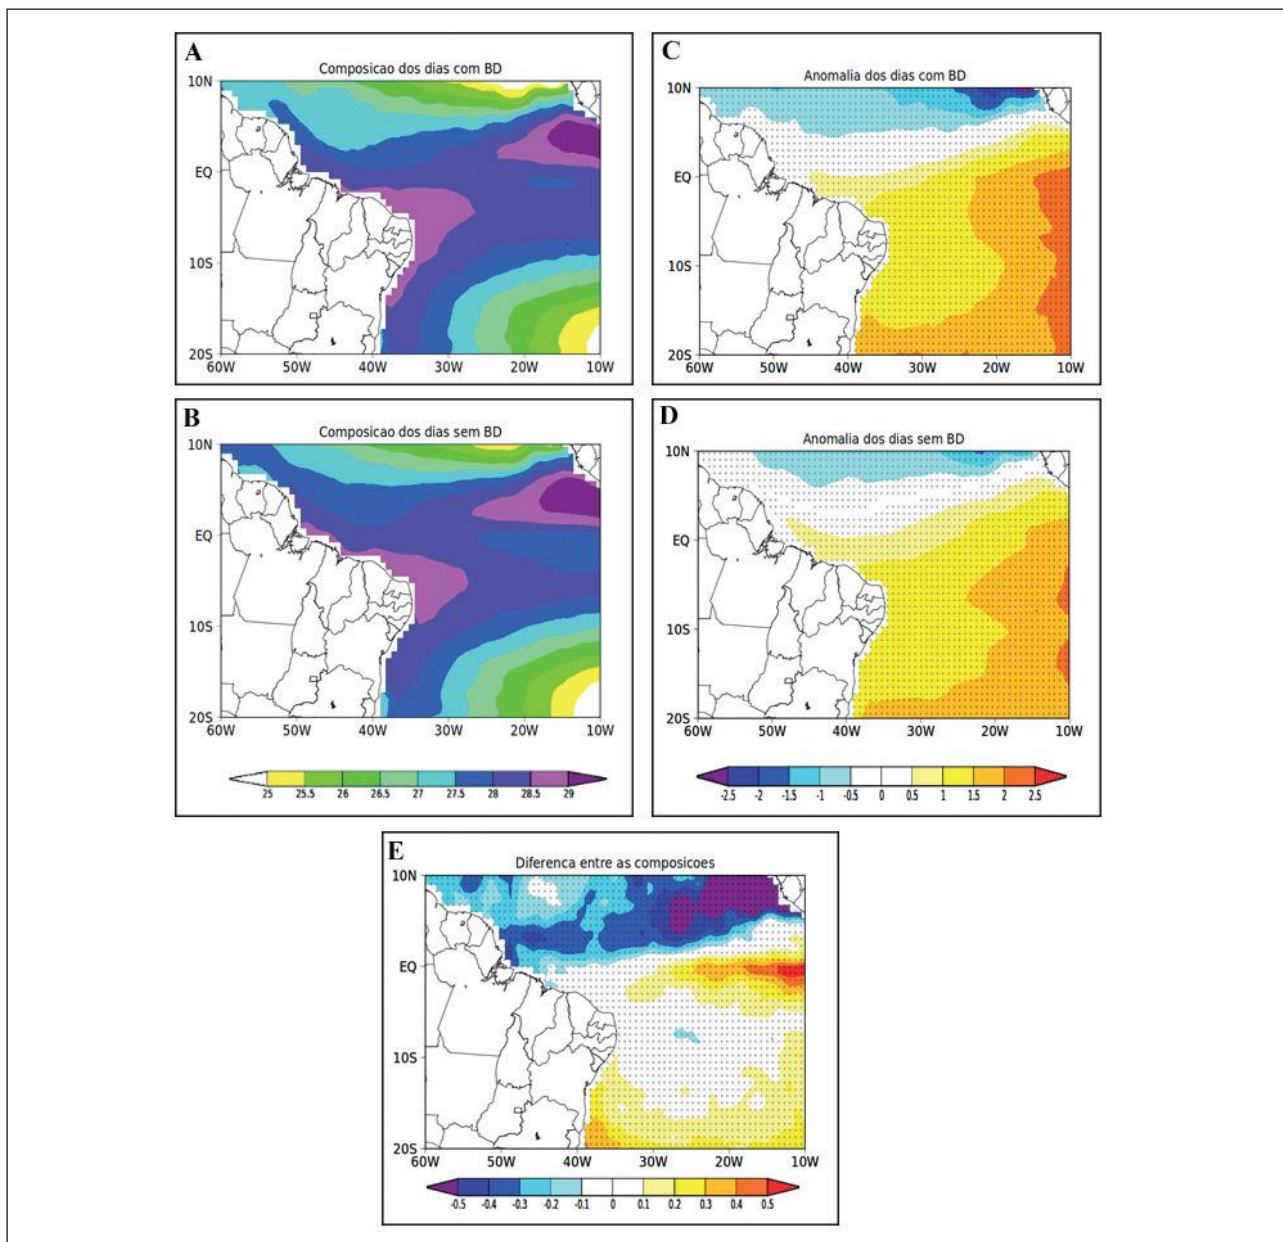 A
Composicao dos dias com BD
10N
EQ
10S
20S
60W 50W 40W 30W 20W 10W
C
Anomalia dos dias com BD
10N
EQ
10S
20S
60W 50W 40W 30W 20W 10W
B
Composicao dos dias sem BD
10N
EQ
10S
20S
60W 50W 40W 30W 20W 10W
25 25.5 26 26.5 27 27.5 28 28.5 29
D
Anomalia dos dias sem BD
10N
EQ
10S
20S
60W 50W 40W 30W 20W 10W
-2.5 -2 -1.5 -1 -0.5 0 0.5 1 1.5 2 2.5
E
Diferenca entre as composicoes
10N
EQ
10S
20S
60W 50W 40W 30W 20W 10W
-0.5 -0.4 -0.3 -0.2 -0.1 0 0.1 0.2 0.3 0.4 0.5